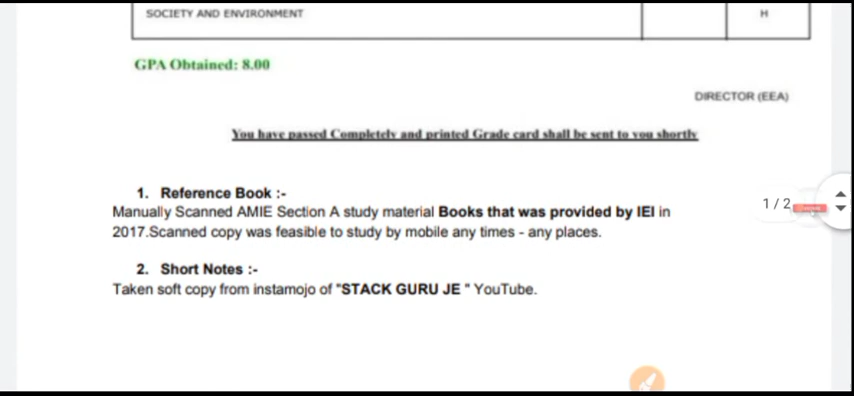 SOCIETY AND ENVIRONMENT H
GPA Obtained: 8.00
DIRECTOR (EEA)
You have passed Completely and printed Grade card shall be sent to you shortly
1. Reference Book :-
Manually Scanned AMIE Section A study material Books that was provided by IEI in
1 / 2
2017.Scanned copy was feasible to study by mobile any times - any places.
2. Short Notes :-
Taken soft copy from instamojo of "STACK GURU JE " YouTube.